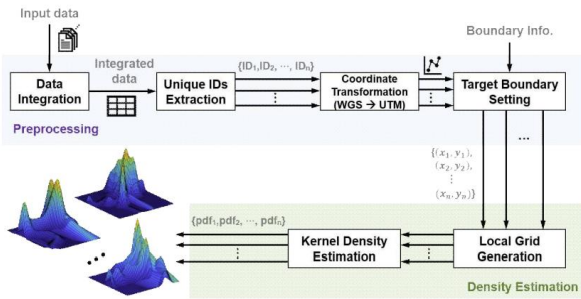 Input data
Boundary Info.
Data
Integration
Integrated
data
Unique IDs
Extraction
{ID₁,ID₂, ⋯, IDₙ}
Coordinate
Transformation
(WGS → UTM)
Target Boundary
Setting
Preprocessing
{(x₁, y₁),
(x₂, y₂),
⋮
(xₙ, yₙ)}
...
{pdf₁,pdf₂, ⋯, pdfₙ}
Kernel Density
Estimation
Local Grid
Generation
Density Estimation